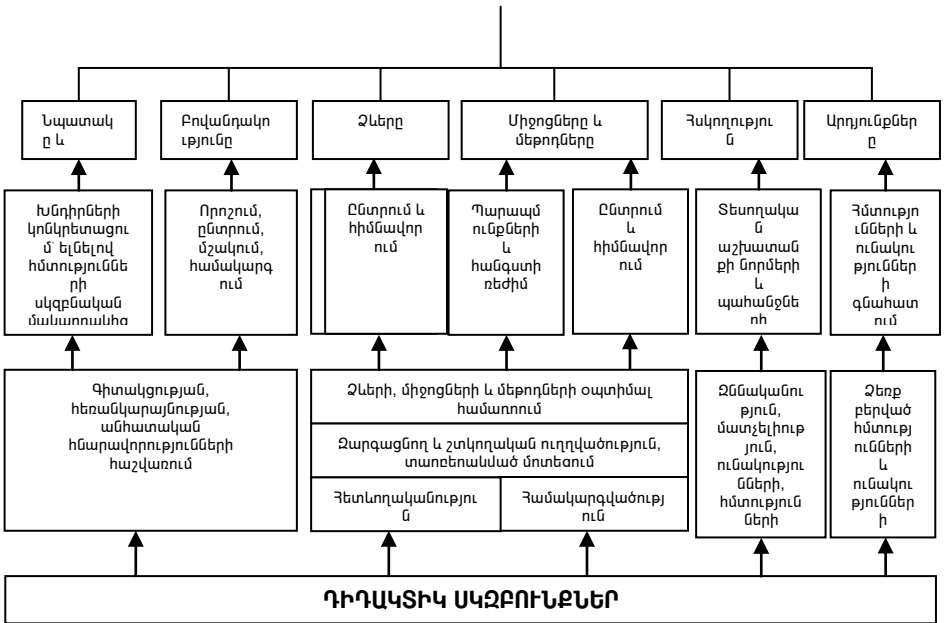 Նպատակ
ը և
Բովանդակո
ւթյունը
Ձևերը
Միջոցները և
մեթոդները
Հսկողությու
ն
Արդյունքներ
ը
Խնդիրների
կոնկրետացու
մ՝ ելնելով
հմտություննե
րի
սկզբնական
մակարդակից
Որոշում,
ընտրում,
մշակում,
համակարգ
ում
Ընտրում և
հիմնավոր
ում
Պարապմ
ունքների
և
հանգստի
ռեժիմ
Ընտրում
և
հիմնավոր
ում
Տեսողակա
ն
աշխատան
քի նորմերի
և
պահանջնե
րի
Հմտությո
ւնների և
ունակու
թյուններ
ի
գնահատ
ում
Գիտակցության,
հեռանկարայնության,
անհատական
հնարավորությունների
հաշվառում
Ձևերի, միջոցների և մեթոդների օպտիմալ
համադրում
Զարգացնող և շտկողական ուղղվածություն,
տարբերակված մոտեցում
Հետևողականությու
ն
Համակարգվածությ
ուն
Զննականու
թյուն,
մատչելիութ
յուն,
ունակությու
նների,
հմտություն
ների
Ձեռք
բերված
հմտությ
ունների
և
ունակու
թյուններ
ի
ԴԻԴԱԿՏԻԿ ՍԿԶԲՈՒՆՔՆԵՐ